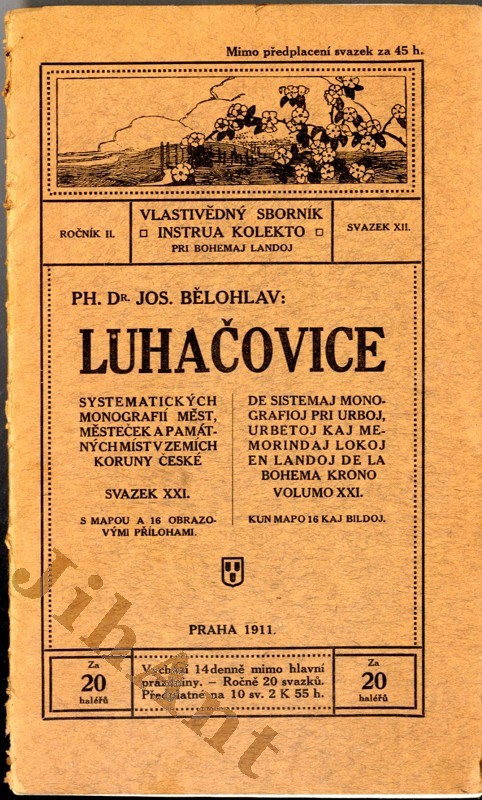 Mimo předplacení svazek za 45 h.
ROČNÍK II.
VLASTIVĚDNÝ SBORNÍK
INSTRUA KOLEKTO
PRI BOHEMAJ LANDOJ
SVAZEK XII.
PH. DR. JOS. BĚLOHLAV:
LUHAČOVICE
SYSTEMATICKÝCH
MONOGRAFIÍ MĚST,
MĚSTEČEK A PAMÁT-
NÝCH MÍST V ZEMÍCH
KORUNY ČESKÉ
SVAZEK XXI.
S MAPOU A 16 OBRAZO-
VÝMI PŘÍLOHAMI.
DE SISTEMAJ MONO-
GRAFIOJ PRI URBOJ,
URBETOJ KAJ ME-
MORINDAJ LOKOJ
EN LANDOJ DE LA
BOHEMA KRONO
VOLUMO XXI.
KUN MAPO 16 KAJ BILDOJ.
PRAHA 1911.
Za
20
haléřů
Vychází 14denně mimo hlavní
prázdniny. – Ročně 20 svazků.
Předplatné na 10 sv. 2 K 55 h.
Za
20
haléřů
JihAnt